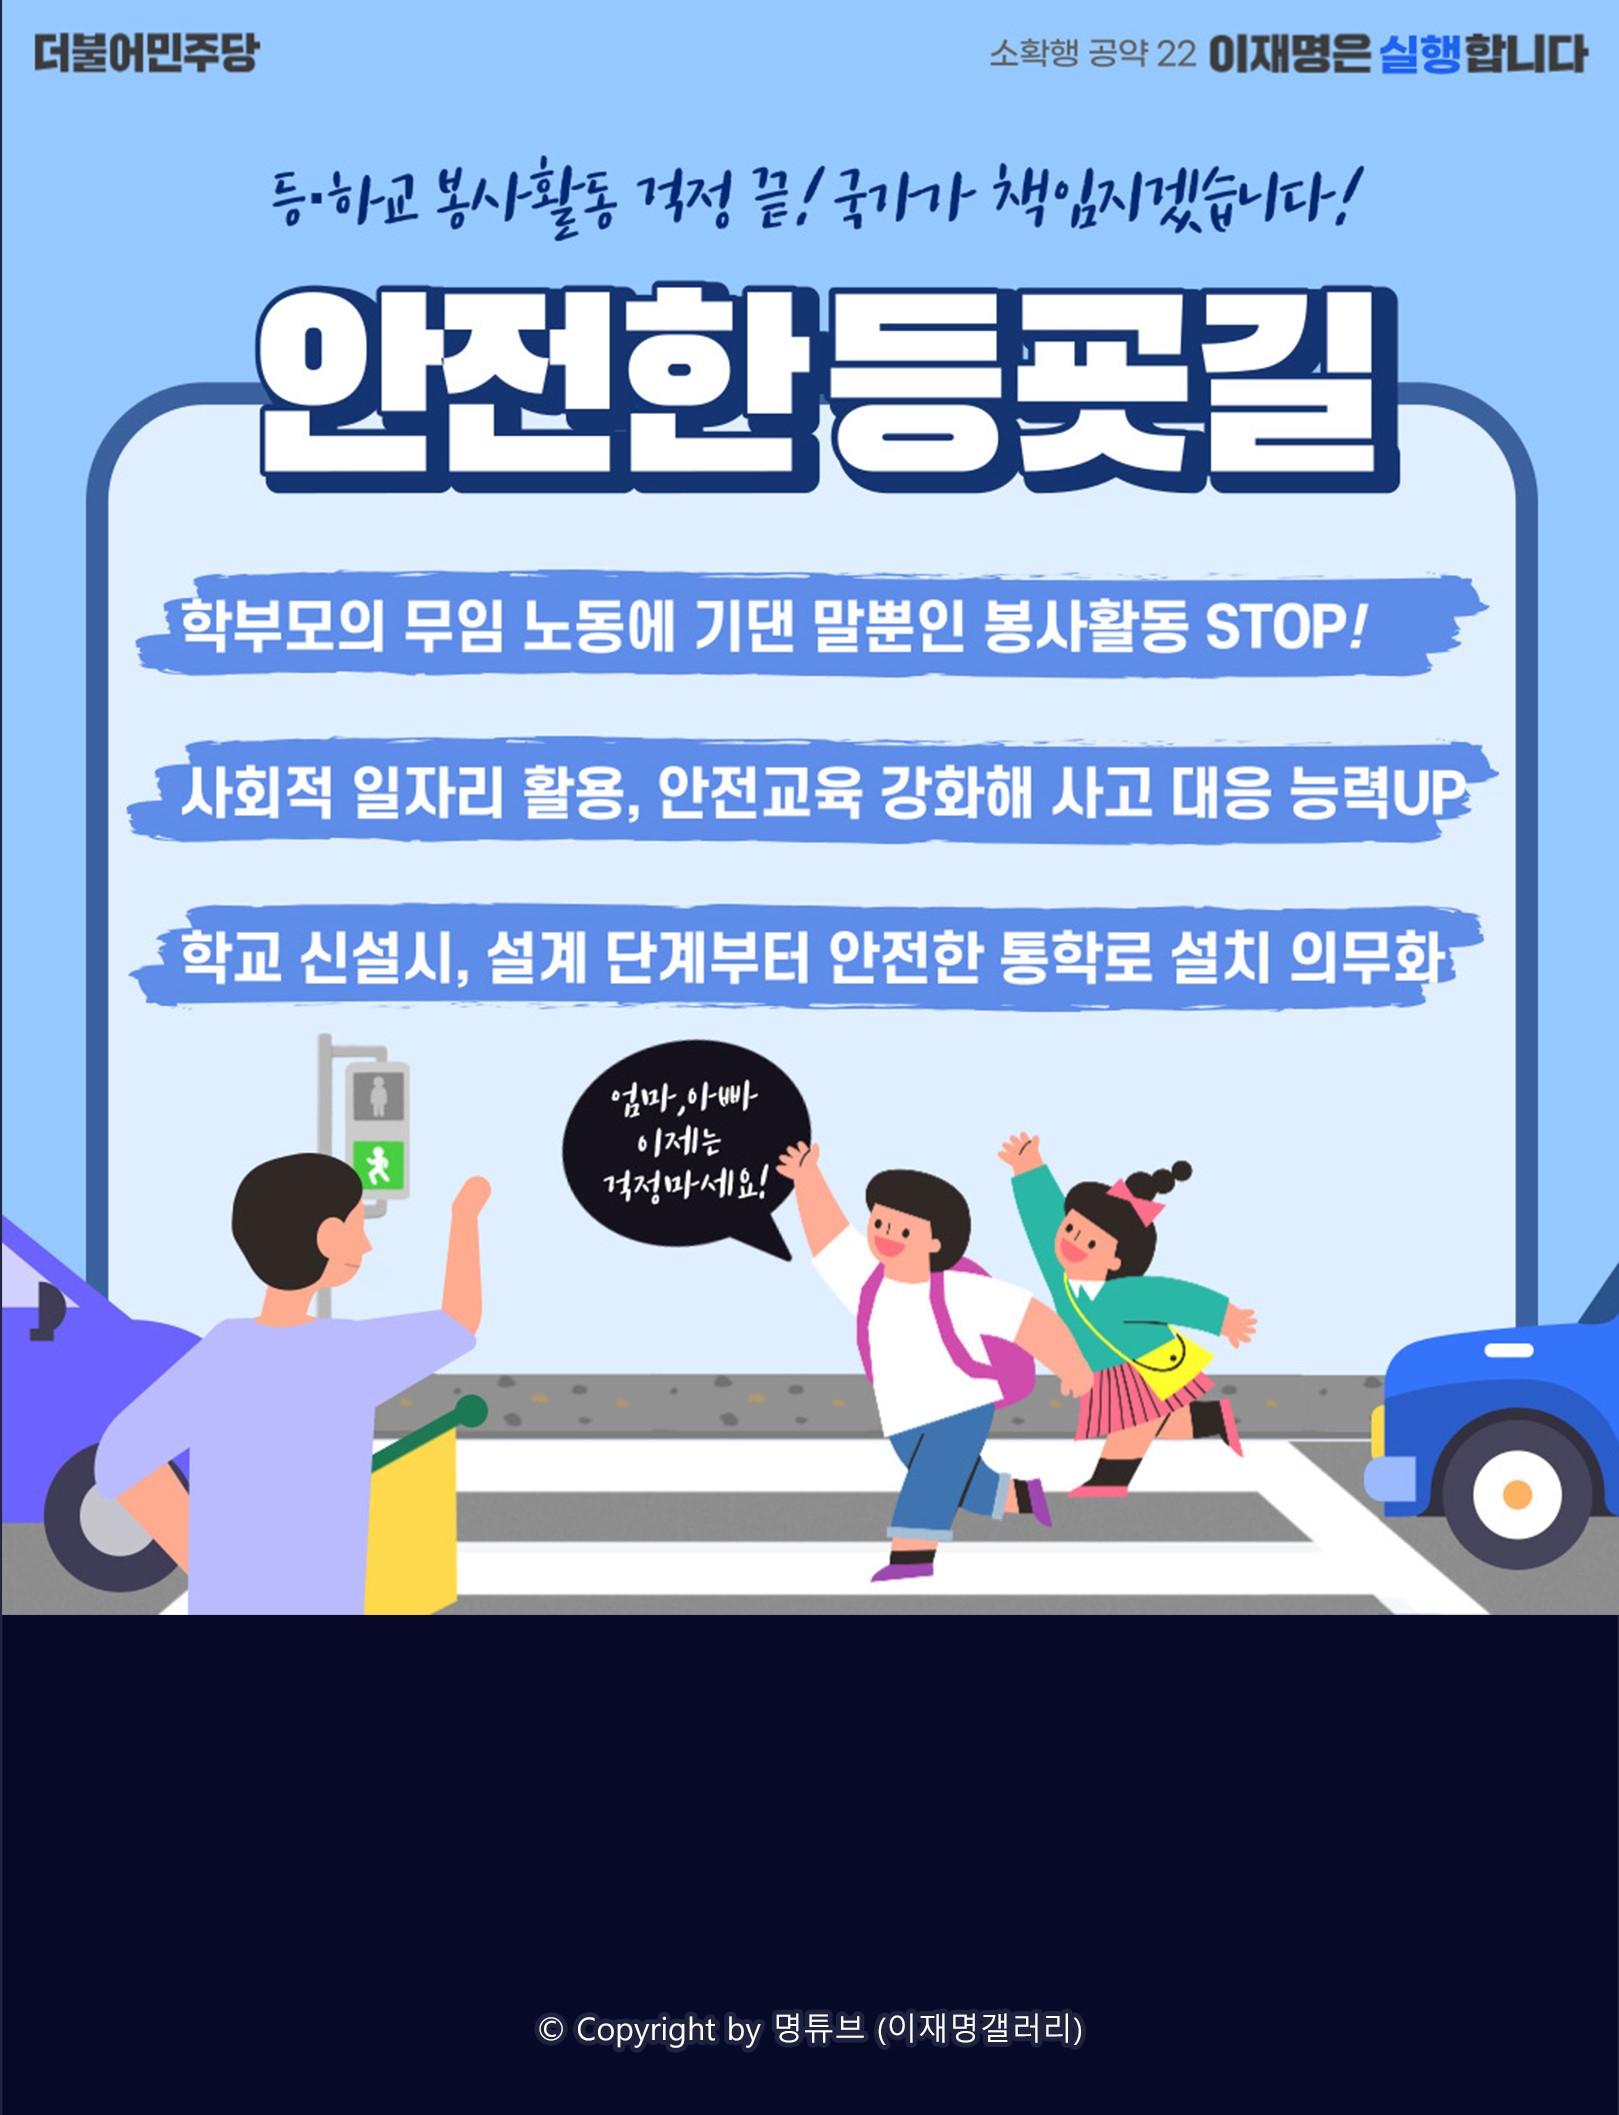 더불어민주당
소확행 공약 22 이재명은 실행합니다
등·하교 봉사활동 걱정 끝! 국가가 책임지겠습니다!
안전한 등굣길
학부모의 무임 노동에 기댄 말뿐인 봉사활동 STOP!
사회적 일자리 활용, 안전교육 강화해 사고 대응 능력UP
학교 신설시, 설계 단계부터 안전한 통학로 설치 의무화
엄마,아빠
이제는
걱정마세요!
© Copyright by 명튜브 (이재명갤러리)